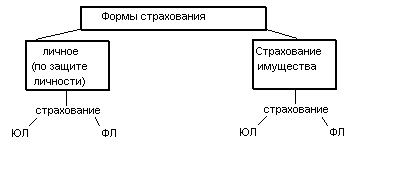 Формы страхования
личное
(по защите
личности)
Страхование
имущества
страхование
страхование
ЮЛ
ФЛ
ЮЛ
ФЛ